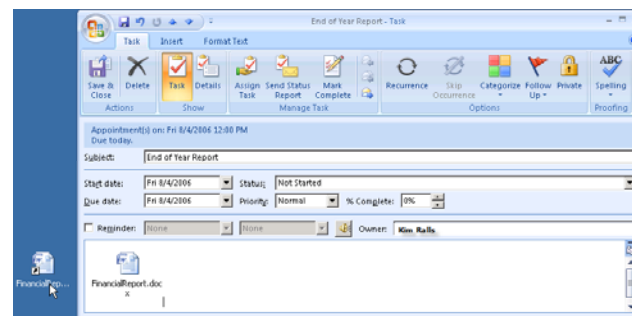 End of Year Report - Task
Task Insert Format Text
Save & Close Delete Task Details Assign Task Send Status Report Mark Complete Recurrence Skip Occurrence Categorize Follow Up Private Spelling
Actions Show Manage Task Options Proofing
Appointment(s) on: Fri 8/4/2006 12:00 PM
Due today.
Subject: End of Year Report
Start date: Fri 8/4/2006 Status: Not Started
Due date: Fri 8/4/2006 Priority: Normal % Complete: 0%
Reminder: None None Owner: Kim Ralls
FinancialRep... FinancialReport.doc
x